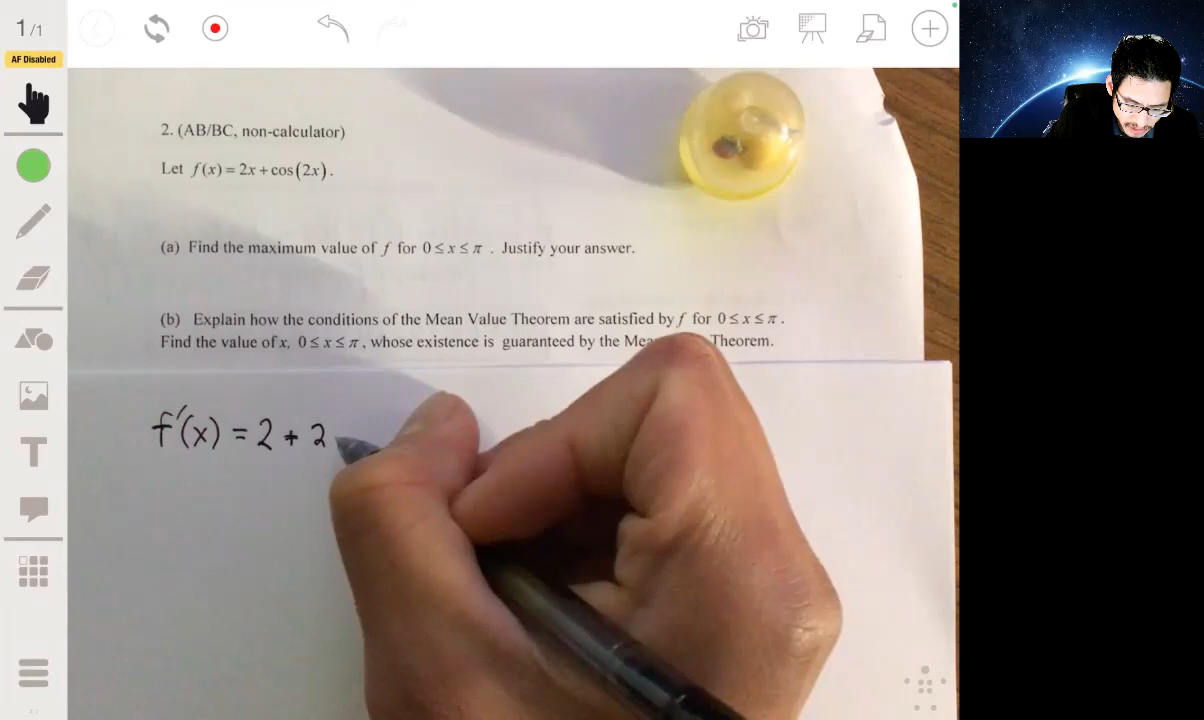 1/1
AF Disabled
2. (AB/BC, non-calculator)
Let f(x) = 2x + cos(2x).
(a) Find the maximum value of f for 0 ≤ x ≤ π . Justify your answer.
(b) Explain how the conditions of the Mean Value Theorem are satisfied by f for 0 ≤ x ≤ π .
Find the value of x, 0 ≤ x ≤ π , whose existence is guaranteed by the Theorem.
f'(x) = 2 + 2
T